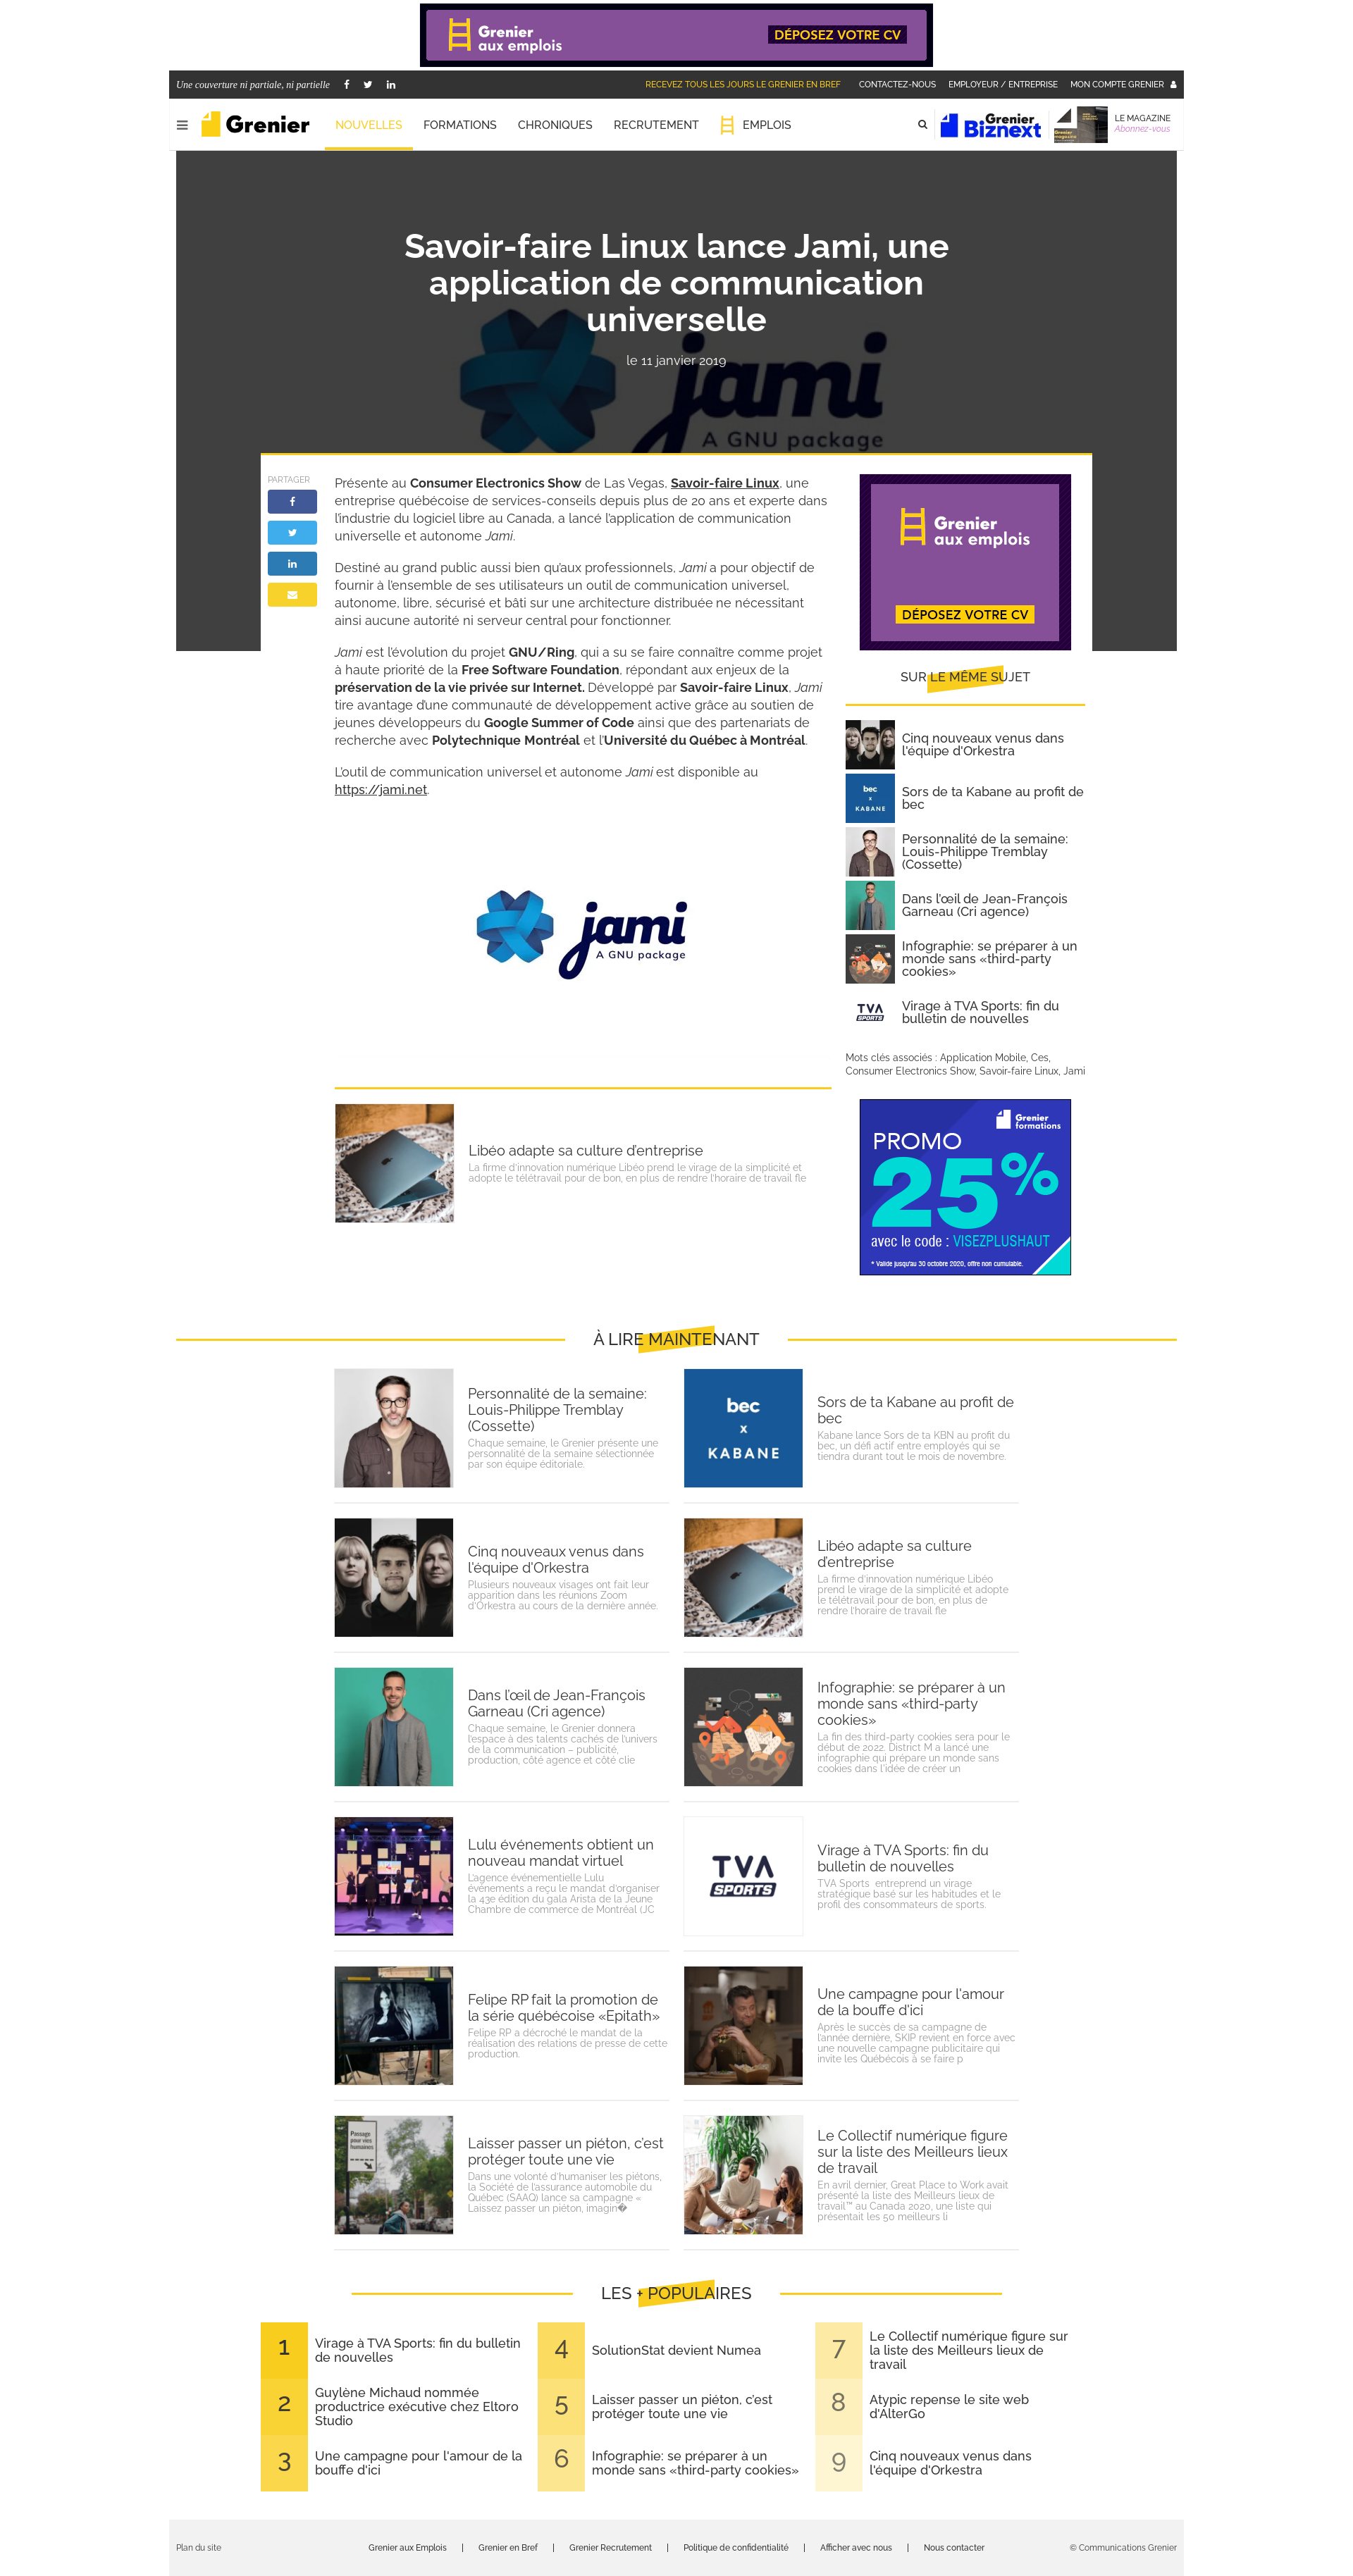 Grenier
aux emplois
DÉPOSEZ VOTRE CV
Une couverture ni partiale, ni partielle
RECEVEZ TOUS LES JOURS LE GRENIER EN BREF
CONTACTEZ-NOUS
EMPLOYEUR / ENTREPRISE
MON COMPTE GRENIER
Grenier
NOUVELLES
FORMATIONS
CHRONIQUES
RECRUTEMENT
EMPLOIS
Grenier
Biznext
LE MAGAZINE
Abonnez-vous
Savoir-faire Linux lance Jami, une
application de communication
universelle
le 11 janvier 2019
jami
A GNU package
PARTAGER
Présente au Consumer Electronics Show de Las Vegas, Savoir-faire Linux, une
entreprise québécoise de services-conseils depuis plus de 20 ans et experte dans
l'industrie du logiciel libre au Canada, a lancé l'application de communication
universelle et autonome Jami.
Destiné au grand public aussi bien qu'aux professionnels, Jami a pour objectif de
fournir à l'ensemble de ses utilisateurs un outil de communication universel,
autonome, libre, sécurisé et bâti sur une architecture distribuée ne nécessitant
ainsi aucune autorité ni serveur central pour fonctionner.
Jami est l'évolution du projet GNU/Ring, qui a su se faire connaître comme projet
à haute priorité de la Free Software Foundation, répondant aux enjeux de la
préservation de la vie privée sur Internet. Développé par Savoir-faire Linux, Jami
tire avantage d'une communauté de développement active grâce au soutien de
jeunes développeurs du Google Summer of Code ainsi que des partenariats de
recherche avec Polytechnique Montréal et l'Université du Québec à Montréal.
L'outil de communication universel et autonome Jami est disponible au
https://jami.net.
jami
A GNU package
Grenier
aux emplois
DÉPOSEZ VOTRE CV
SUR LE MÊME SUJET
Cinq nouveaux venus dans
l'équipe d'Orkestra
bec
x
KABANE
Sors de ta Kabane au profit de
bec
Personnalité de la semaine:
Louis-Philippe Tremblay
(Cossette)
Dans l'œil de Jean-François
Garneau (Cri agence)
Infographie: se préparer à un
monde sans «third-party
cookies»
TVA
SPORTS
Virage à TVA Sports: fin du
bulletin de nouvelles
Mots clés associés : Application Mobile, Ces,
Consumer Electronics Show, Savoir-faire Linux, Jami
Grenier
formations
PROMO
25%
avec le code : VISEZPLUSHAUT
* Valide jusqu'au 30 octobre 2020, offre non cumulable.
Libéo adapte sa culture d'entreprise
La firme d'innovation numérique Libéo prend le virage de la simplicité et
adopte le télétravail pour de bon, en plus de rendre l'horaire de travail fle
À LIRE MAINTENANT
Personnalité de la semaine:
Louis-Philippe Tremblay
(Cossette)
Chaque semaine, le Grenier présente une
personnalité de la semaine sélectionnée
par son équipe éditoriale.
bec
x
KABANE
Sors de ta Kabane au profit de
bec
Kabane lance Sors de ta KBN au profit du
bec, un défi actif entre employés qui se
tiendra durant tout le mois de novembre.
Cinq nouveaux venus dans
l'équipe d'Orkestra
Plusieurs nouveaux visages ont fait leur
apparition dans les réunions Zoom
d'Orkestra au cours de la dernière année.
Libéo adapte sa culture
d'entreprise
La firme d'innovation numérique Libéo
prend le virage de la simplicité et adopte
le télétravail pour de bon, en plus de
rendre l'horaire de travail fle
Dans l'œil de Jean-François
Garneau (Cri agence)
Chaque semaine, le Grenier donnera
l'espace à des talents cachés de l'univers
de la communication – publicité,
production, côté agence et côté clie
Infographie: se préparer à un
monde sans «third-party
cookies»
La fin des third-party cookies sera pour le
début de 2022. District M a lancé une
infographie qui prépare un monde sans
cookies dans l'idée de créer un
Lulu événements obtient un
nouveau mandat virtuel
L'agence événementielle Lulu
événements a reçu le mandat d'organiser
la 43e édition du gala Arista de la Jeune
Chambre de commerce de Montréal (JC
TVA
SPORTS
Virage à TVA Sports: fin du
bulletin de nouvelles
TVA Sports entreprend un virage
stratégique basé sur les habitudes et le
profil des consommateurs de sports.
Felipe RP fait la promotion de
la série québécoise «Epitath»
Felipe RP a décroché le mandat de la
réalisation des relations de presse de cette
production.
Une campagne pour l'amour de
la bouffe d'ici
Après le succès de sa campagne de
l'année dernière, SKIP revient en force avec
une nouvelle campagne publicitaire qui
invite les Québécois à se faire p
Passage
pour vies
humaines
Laisser passer un piéton, c'est
protéger toute une vie
Dans une volonté d'humaniser les piétons,
la Société de l'assurance automobile du
Québec (SAAQ) lance sa campagne «
Laissez passer un piéton, imagin�
Le Collectif numérique figure
sur la liste des Meilleurs lieux
de travail
En avril dernier, Great Place to Work avait
présenté la liste des Meilleurs lieux de
travail™ au Canada 2020, une liste qui
présentait les 50 meilleurs li
LES + POPULAIRES
1
Virage à TVA Sports: fin du bulletin
de nouvelles
2
Guylène Michaud nommée
productrice exécutive chez Eltoro
Studio
3
Une campagne pour l'amour de la
bouffe d'ici
4
SolutionStat devient Numea
5
Laisser passer un piéton, c'est
protéger toute une vie
6
Infographie: se préparer à un
monde sans «third-party cookies»
7
Le Collectif numérique figure sur
la liste des Meilleurs lieux de
travail
8
Atypic repense le site web
d'AlterGo
9
Cinq nouveaux venus dans
l'équipe d'Orkestra
Plan du site
Grenier aux Emplois | Grenier en Bref | Grenier Recrutement | Politique de confidentialité | Afficher avec nous | Nous contacter
© Communications Grenier